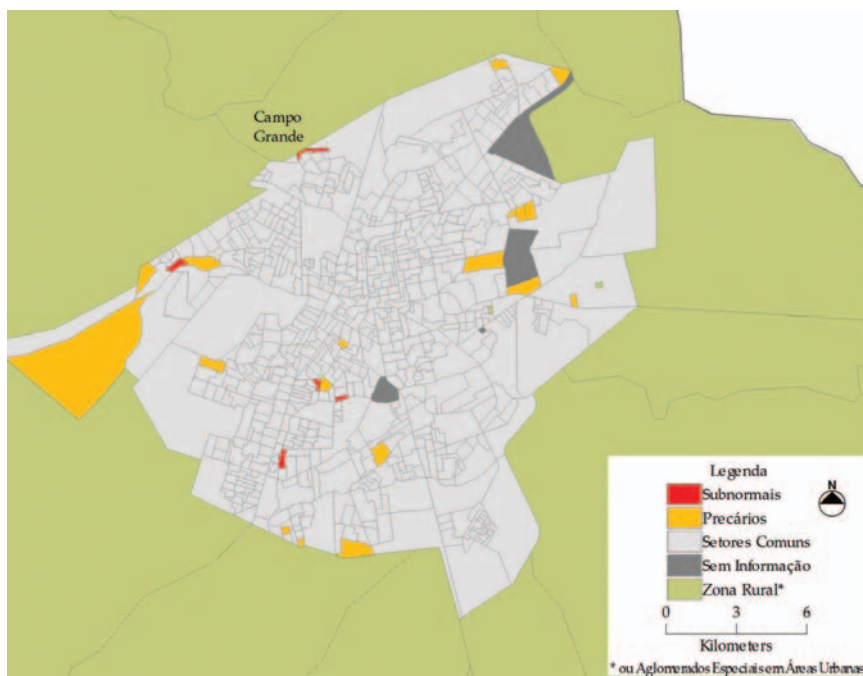 Campo
Grande
Legenda
Subnormais
Precários
Setores Comuns
Sem Informação
Zona Rural*
N
0 3 6
Kilometers
* ou Aglomerados Especiais em Áreas Urbanas